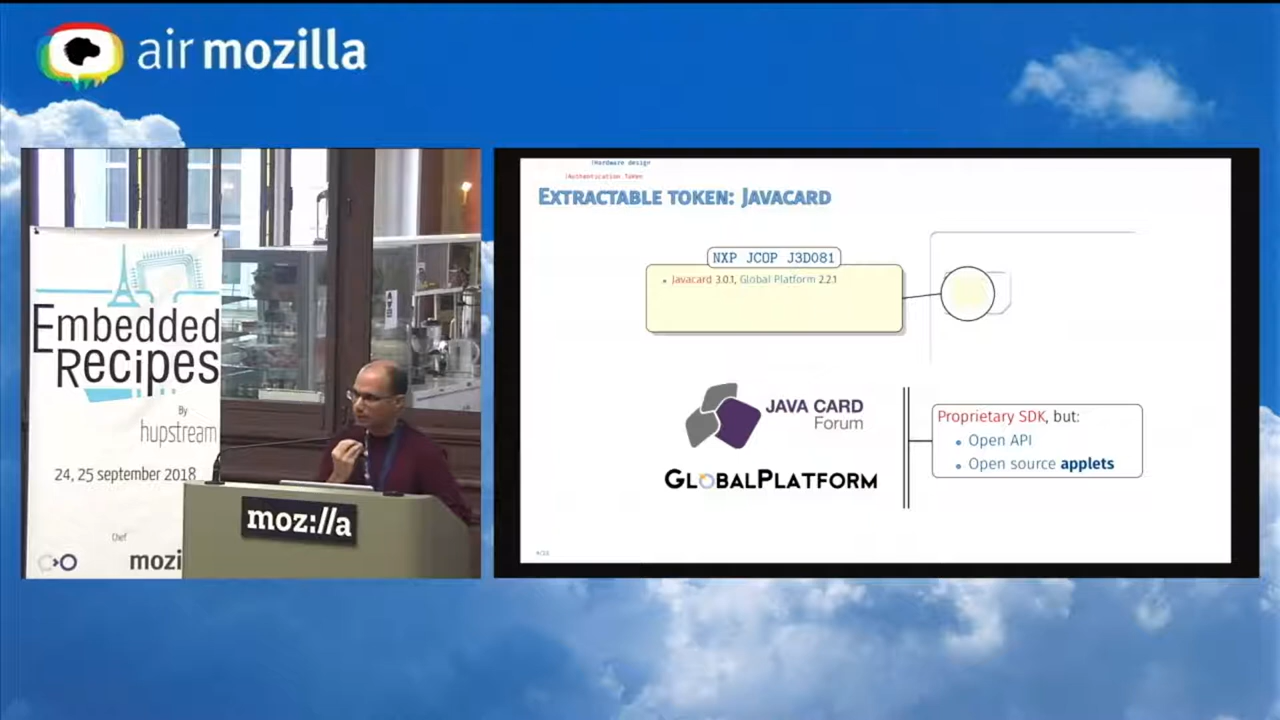 air mozilla
Embedded
Recipes
By
hupstream
24, 25 september 2018
Chef
mozi
moz://a
Hardware design
Authentication Token
EXTRACTABLE TOKEN: JAVACARD
NXP JCOP J3D081
• Javacard 3.0.1, Global Platform 2.2.1
JAVA CARD
Forum
GLOBALPLATFORM
Proprietary SDK, but:
• Open API
• Open source applets